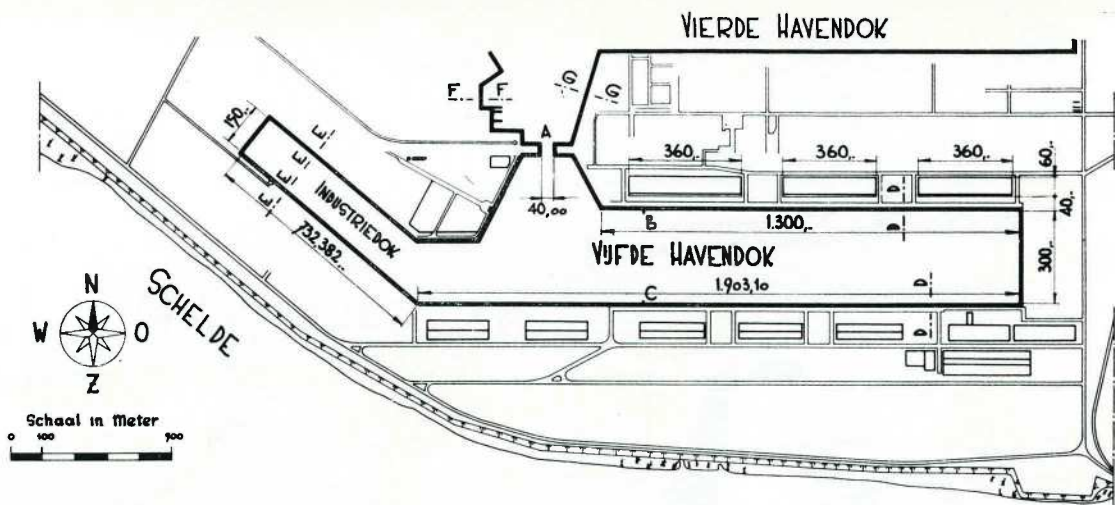 VIERDE HAVENDOK
F F
G G
A
150,-
E E
E E
INDUSTRIEDOK
732,382.-
40,00
360,- 360,- 360,-
60,-
40,-
D
D
B
1.300,-
VIJFDE HAVENDOK
300,-
1.903,10
C
D
D
SCHELDE
N
W O
Z
Schaal in Meter
0 100